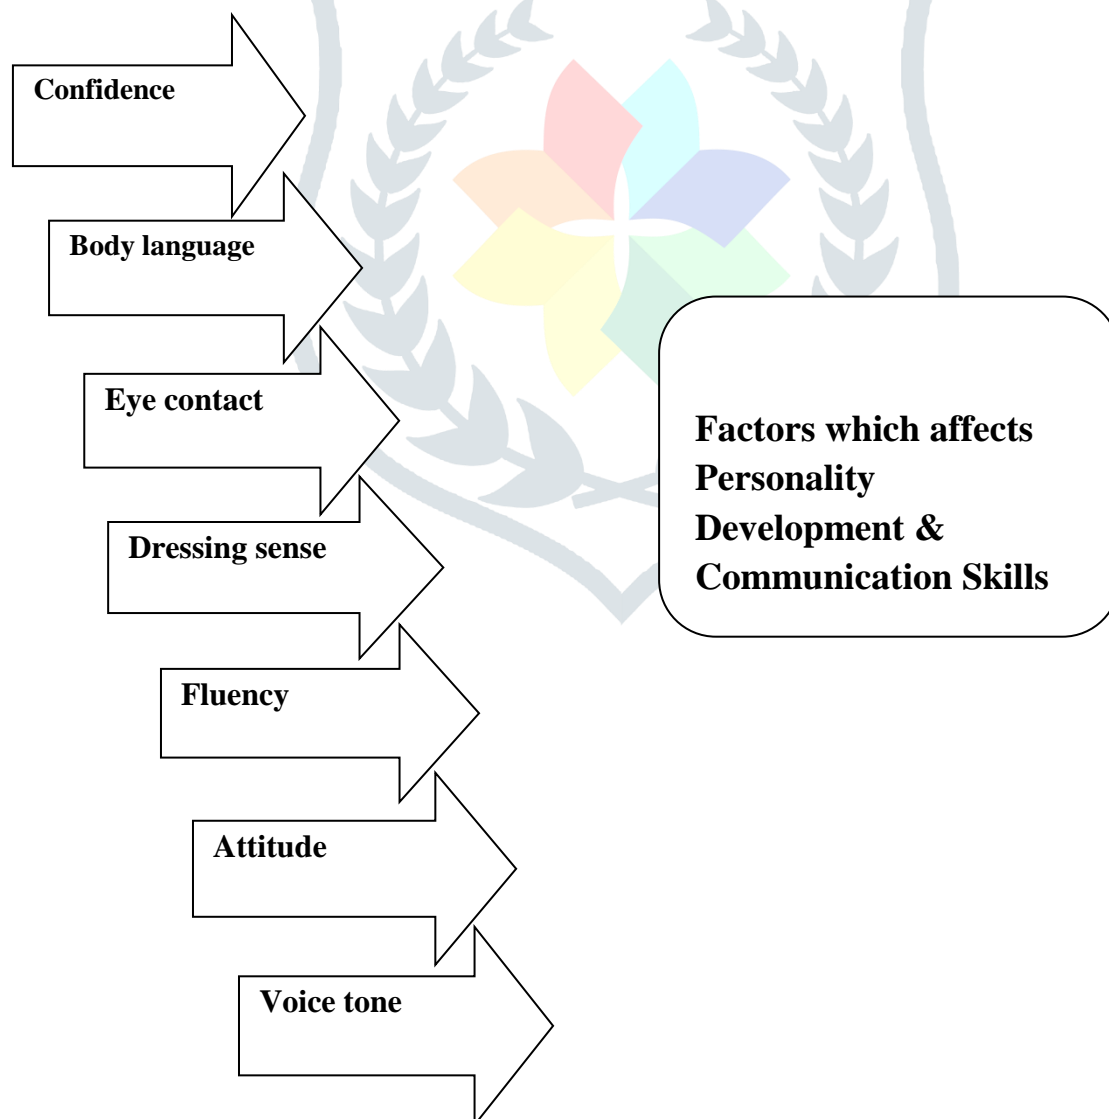 Confidence
Body language
Eye contact
Dressing sense
Fluency
Attitude
Voice tone
Factors which affects
Personality
Development &
Communication Skills